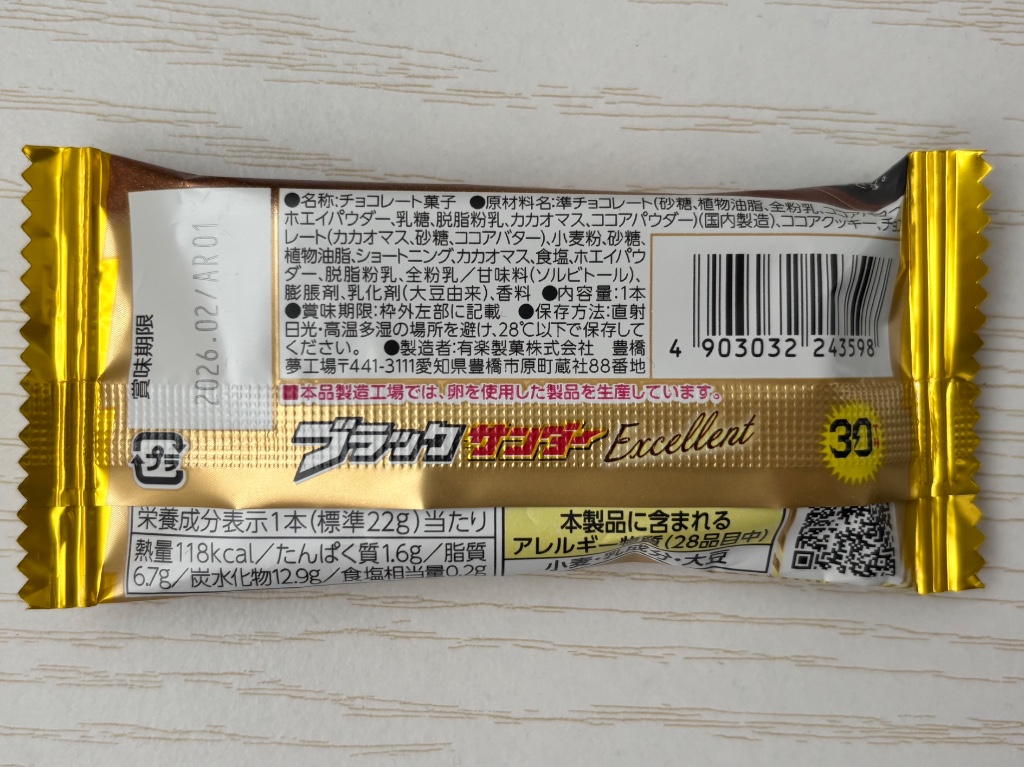 賞味期限
2026.02/AR01
●名称:チョコレート菓子 ●原材料名:準チョコレート(砂糖、植物油脂、全粉乳、
ホエイパウダー、乳糖、脱脂粉乳、カカオマス、ココアパウダー)(国内製造)、ココアクッキー、チョコ
レート(カカオマス、砂糖、ココアバター)、小麦粉、砂糖、
植物油脂、ショートニング、カカオマス、食塩、ホエイパウ
ダー、脱脂粉乳、全粉乳/甘味料(ソルビトール)、
膨脹剤、乳化剤(大豆由来)、香料 ●内容量:1本
●賞味期限:枠外左部に記載 ●保存方法:直射
日光・高温多湿の場所を避け、28℃以下で保存して
ください。 ●製造者:有楽製菓株式会社 豊橋
夢工場〒441-3111愛知県豊橋市原町蔵社88番地
4 903032 243598
■本品製造工場では、卵を使用した製品を生産しています。
プラ
ブラックサンダー Excellent
30
栄養成分表示1本(標準22g)当たり
熱量118kcal/たんぱく質1.6g/脂質
6.7g/炭水化物12.9g/食塩相当量0.2g
本製品に含まれる
アレルギー物質(28品目中)
小麦・乳成分・大豆